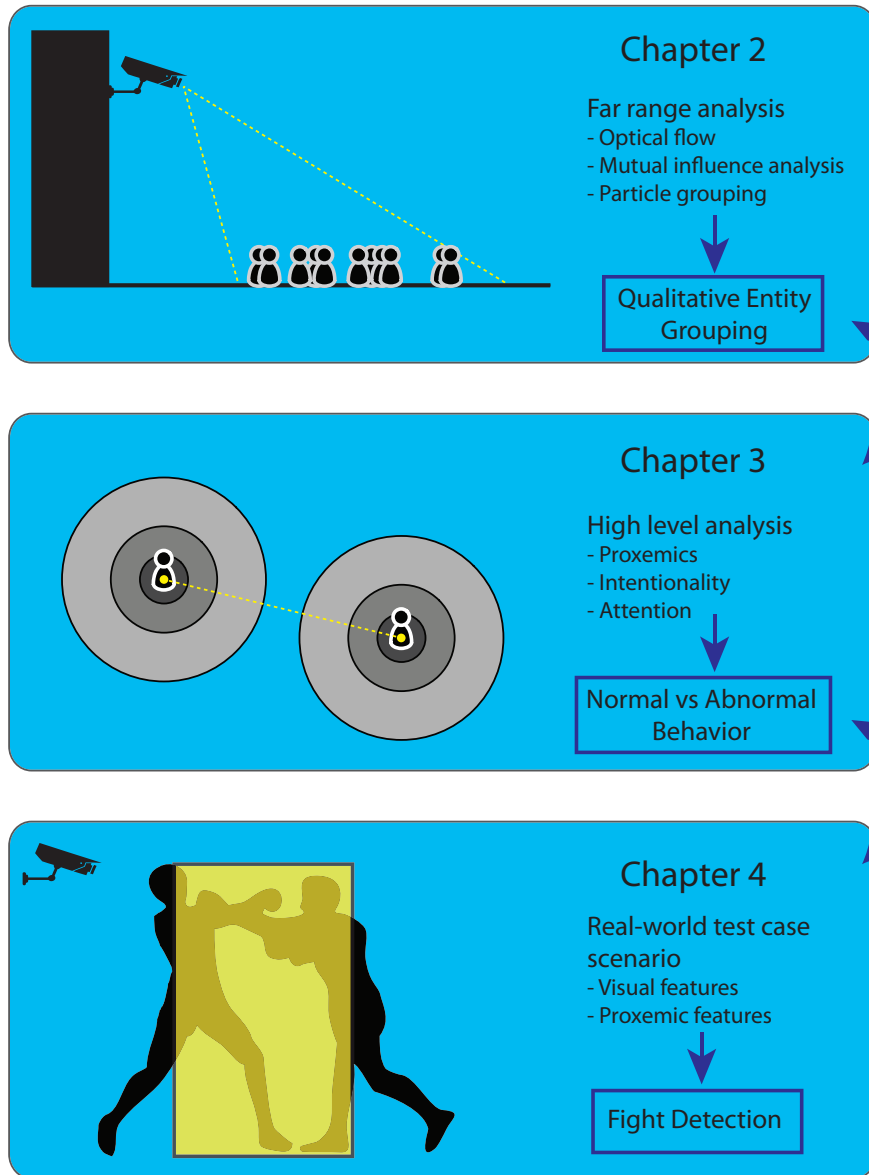 Chapter 2
Far range analysis
- Optical flow
- Mutual influence analysis
- Particle grouping
Qualitative Entity
Grouping
Chapter 3
High level analysis
- Proxemics
- Intentionality
- Attention
Normal vs Abnormal
Behavior
Chapter 4
Real-world test case
scenario
- Visual features
- Proxemic features
Fight Detection